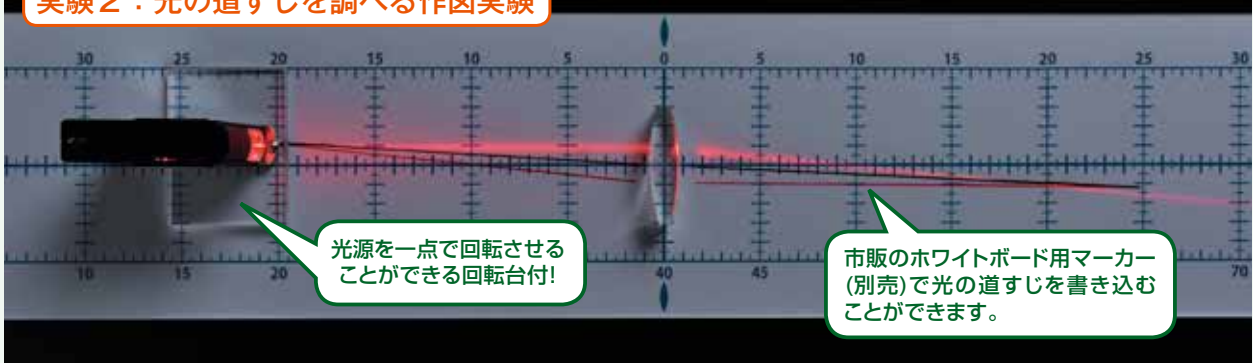 実験2：光の道すじを調べる作図実験
30 25 20 15 10 5 0 5 10 15 20 25 30
光源を一点で回転させる
ことができる回転台付!
市販のホワイトボード用マーカー
(別売)で光の道すじを書き込む
ことができます。
10 15 20 40 45 70